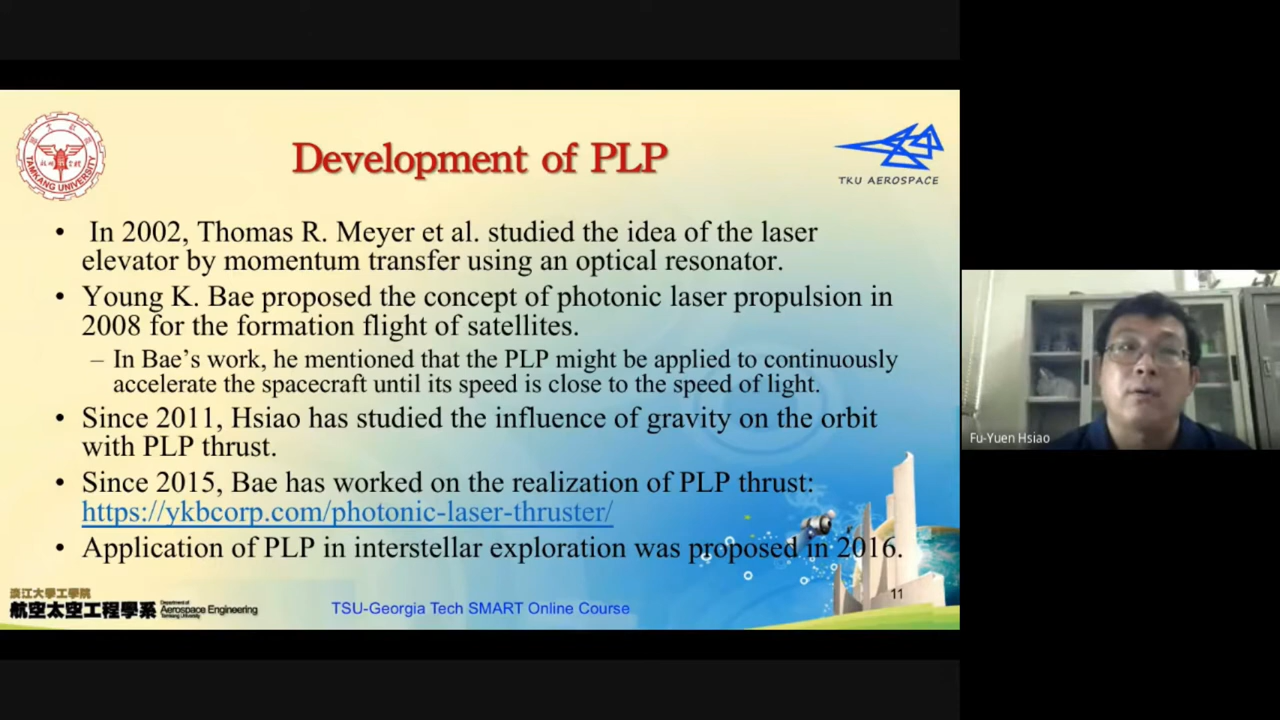 Development of PLP
TAMKANG UNIVERSITY
TKU AEROSPACE
• In 2002, Thomas R. Meyer et al. studied the idea of the laser
elevator by momentum transfer using an optical resonator.
• Young K. Bae proposed the concept of photonic laser propulsion in
2008 for the formation flight of satellites.
– In Bae's work, he mentioned that the PLP might be applied to continuously
accelerate the spacecraft until its speed is close to the speed of light.
• Since 2011, Hsiao has studied the influence of gravity on the orbit
with PLP thrust.
• Since 2015, Bae has worked on the realization of PLP thrust:
https://ykbcorp.com/photonic-laser-thruster/
• Application of PLP in interstellar exploration was proposed in 2016.
淡江大學工學院
航空太空工程學系
Department of
Aerospace Engineering
Tamkang University
TSU-Georgia Tech SMART Online Course
11
Fu-Yuen Hsiao